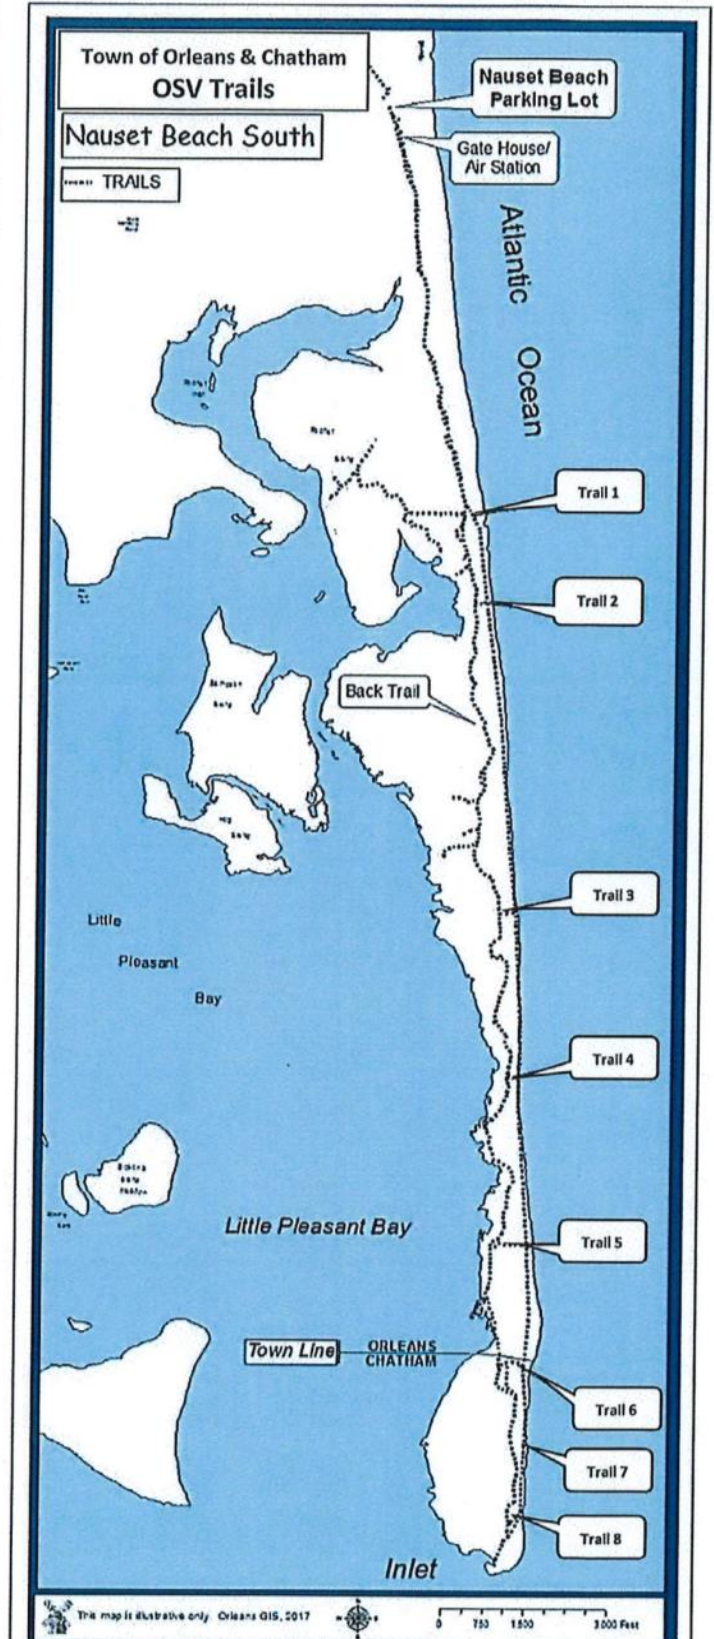 Town of Orleans & Chatham
OSV Trails
Nauset Beach South
TRAILS
Nauset Beach
Parking Lot
Gate House/
Air Station
Atlantic Ocean
Trail 1
Trail 2
Back Trail
Trail 3
Little
Pleasant
Bay
Trail 4
Little Pleasant Bay
Trail 5
Town Line
ORLEANS
CHATHAM
Trail 6
Trail 7
Trail 8
Inlet
This map is illustrative only Orleans GIS, 2017
0 750 1500 3000 Feet